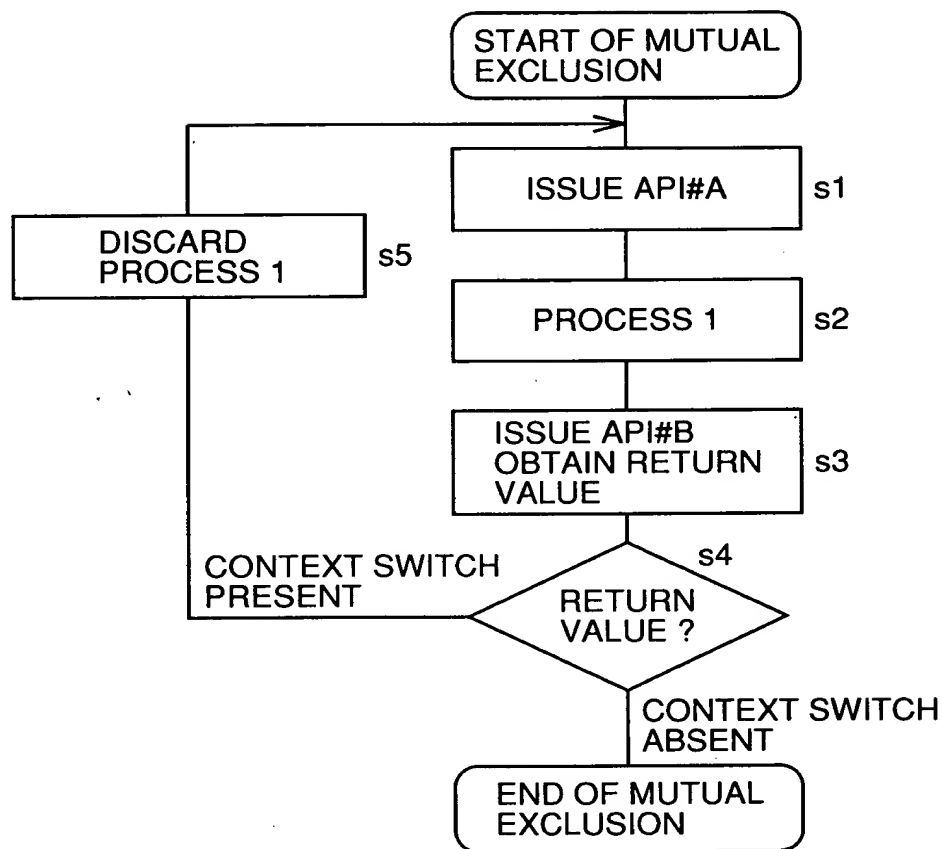 START OF MUTUAL
EXCLUSION
ISSUE API#A
s1
DISCARD
PROCESS 1
s5
PROCESS 1
s2
ISSUE API#B
OBTAIN RETURN
VALUE
s3
s4
CONTEXT SWITCH
PRESENT
RETURN
VALUE ?
CONTEXT SWITCH
ABSENT
END OF MUTUAL
EXCLUSION